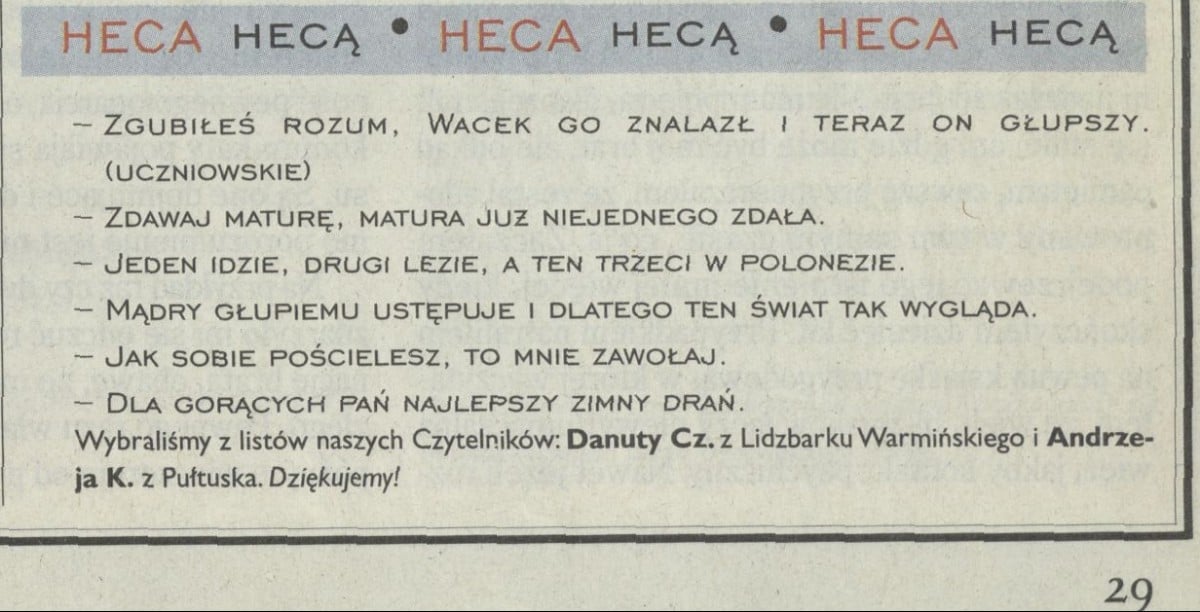 HECA HECĄ • HECA HECĄ • HECA HECĄ
– ZGUBIŁEŚ ROZUM, WACEK GO ZNALAZŁ I TERAZ ON GŁUPSZY.
(UCZNIOWSKIE)
– ZDAWAJ MATURĘ, MATURA JUŻ NIEJEDNEGO ZDAŁA.
– JEDEN IDZIE, DRUGI LEZIE, A TEN TRZECI W POLONEZIE.
– MĄDRY GŁUPIEMU USTĘPUJE I DLATEGO TEN ŚWIAT TAK WYGLĄDA.
– JAK SOBIE POŚCIELESZ, TO MNIE ZAWOŁAJ.
– DLA GORĄCYCH PAŃ NAJLEPSZY ZIMNY DRAŃ.
Wybraliśmy z listów naszych Czytelników: Danuty Cz. z Lidzbarku Warmińskiego i Andrze-
ja K. z Pułtuska. Dziękujemy!
29